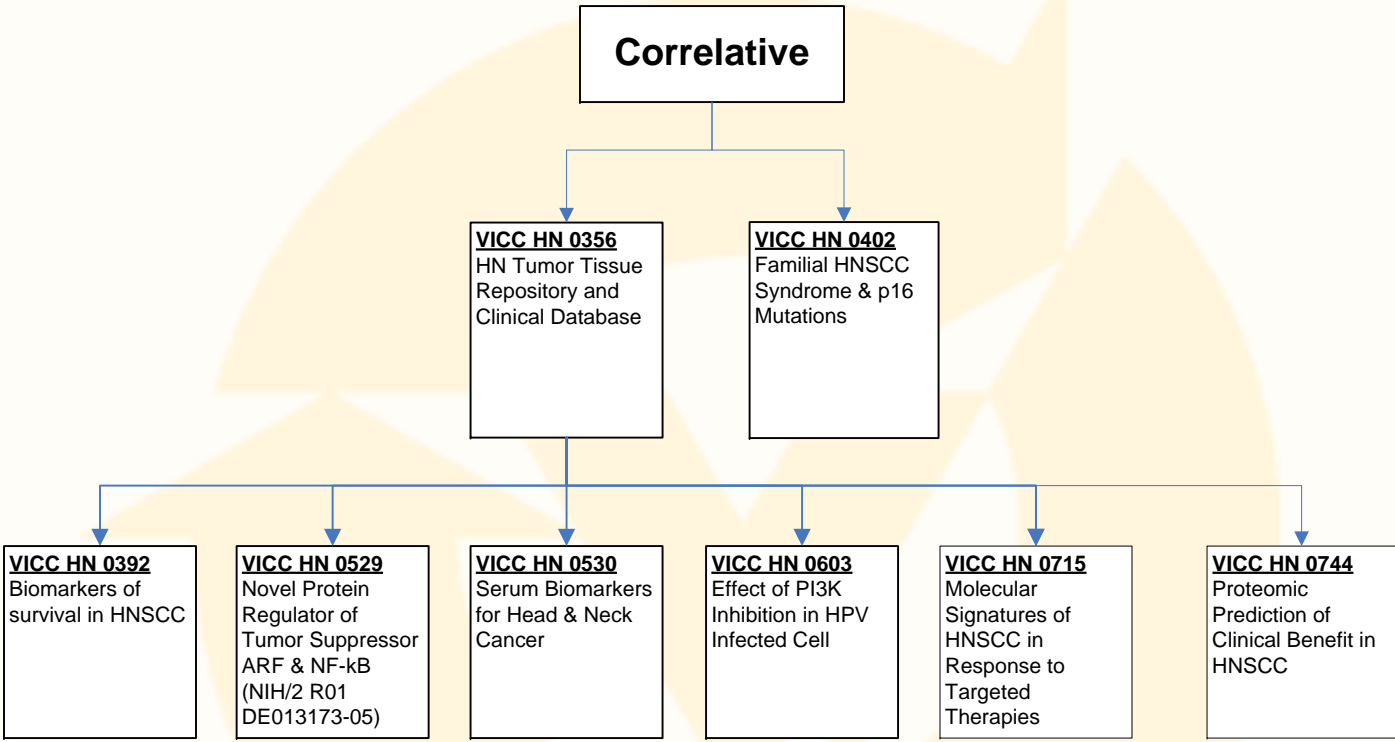 Correlative
VICC HN 0356
HN Tumor Tissue
Repository and
Clinical Database
VICC HN 0402
Familial HNSCC
Syndrome & p16
Mutations
VICC HN 0392
Biomarkers of
survival in HNSCC
VICC HN 0529
Novel Protein
Regulator of
Tumor Suppressor
ARF & NF-kB
(NIH/2 R01
DE013173-05)
VICC HN 0530
Serum Biomarkers
for Head & Neck
Cancer
VICC HN 0603
Effect of PI3K
Inhibition in HPV
Infected Cell
VICC HN 0715
Molecular
Signatures of
HNSCC in
Response to
Targeted
Therapies
VICC HN 0744
Proteomic
Prediction of
Clinical Benefit in
HNSCC